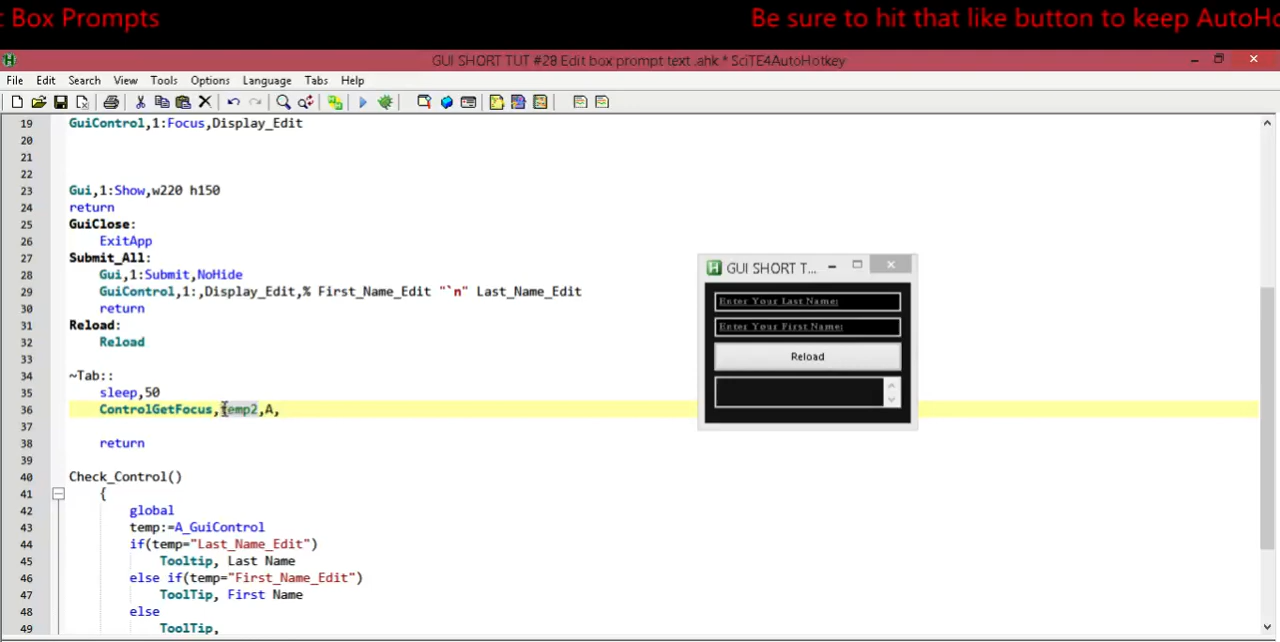 t Box Prompts
Be sure to hit that like button to keep AutoHo
GUI SHORT TUT #28 Edit box prompt text .ahk * SciTE4AutoHotkey
File Edit Search View Tools Options Language Tabs Help
19 GuiControl,1:Focus,Display_Edit
20
21
22
23 Gui,1:Show,w220 h150
24 return
25 GuiClose:
26 ExitApp
27 Submit_All:
28 Gui,1:Submit,NoHide
29 GuiControl,1:,Display_Edit,% First_Name_Edit "`n" Last_Name_Edit
30 return
31 Reload:
32 Reload
33
34 ~Tab::
35 sleep,50
36 ControlGetFocus,temp2,A,
37
38 return
39
40 Check_Control()
41 {
42 global
43 temp:=A_GuiControl
44 if(temp="Last_Name_Edit")
45 Tooltip, Last Name
46 else if(temp="First_Name_Edit")
47 ToolTip, First Name
48 else
49 ToolTip,
GUI SHORT T...
Enter Your Last Name:
Enter Your First Name:
Reload